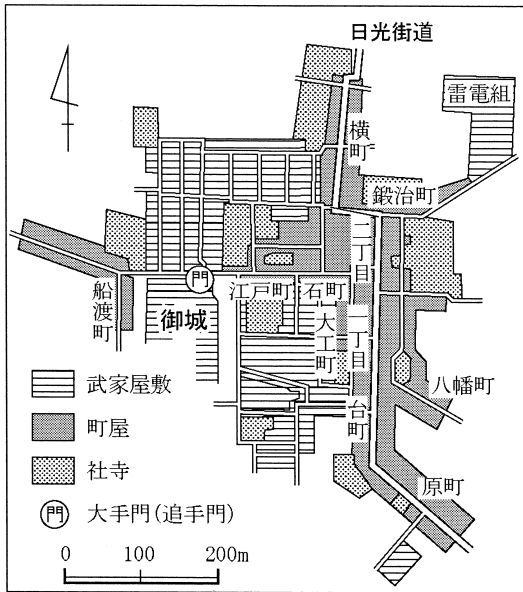 日光街道
雷電組
横町
鍛治町
二丁目
門
江戸町
石町
船渡町
御城
大工町
一丁目
台町
八幡町
原町
武家屋敷
町屋
社寺
門 大手門(追手門)
0 100 200m